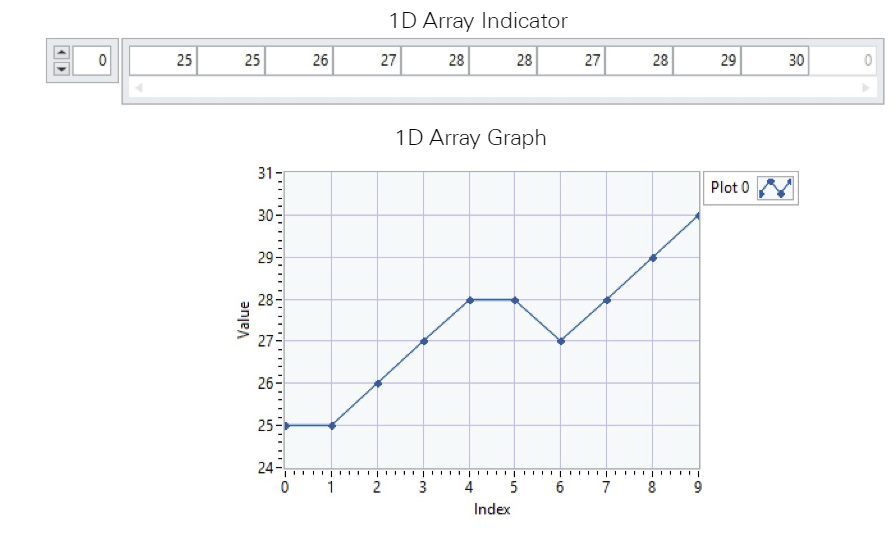 1D Array Indicator
0 25 25 26 27 28 28 27 28 29 30 0
1D Array Graph
Plot 0
31
30
29
28
27
26
25
24
Value
0 1 2 3 4 5 6 7 8 9
Index